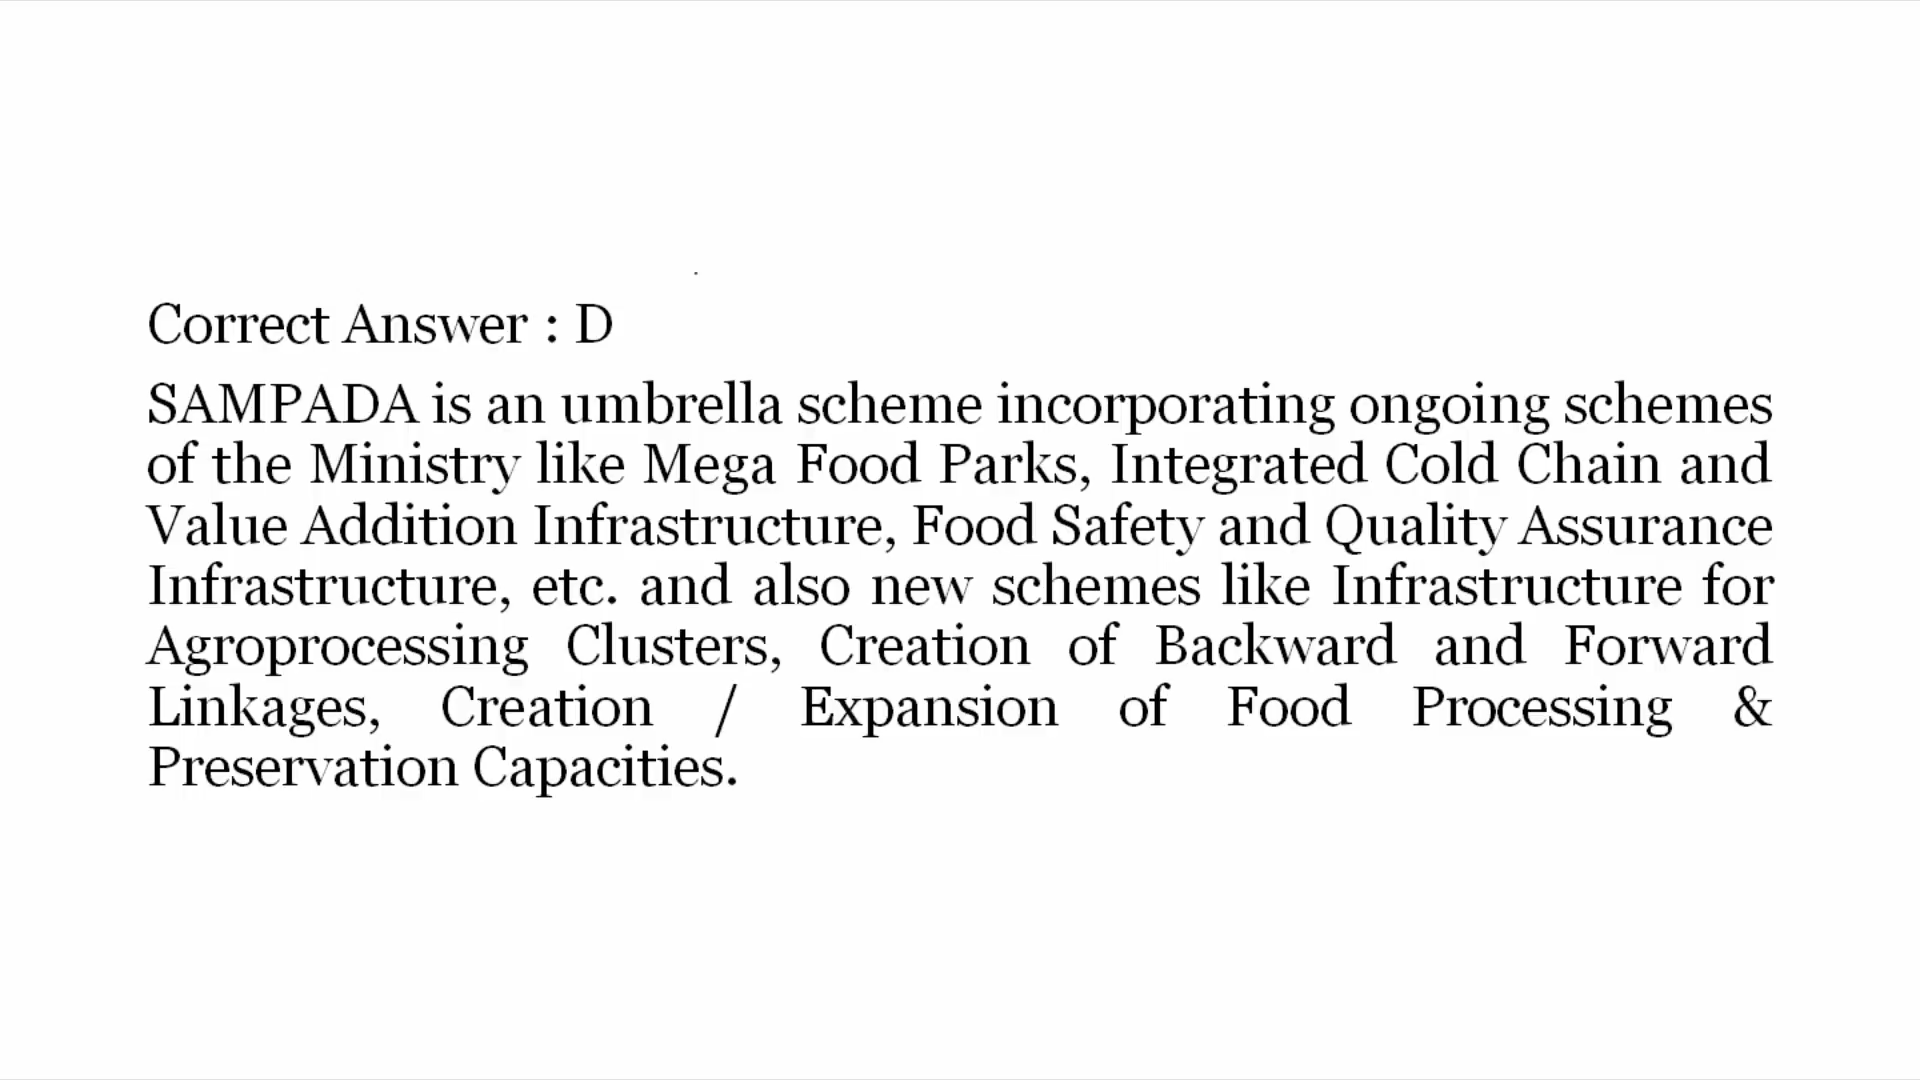 Correct Answer : D
SAMPADA is an umbrella scheme incorporating ongoing schemes
of the Ministry like Mega Food Parks, Integrated Cold Chain and
Value Addition Infrastructure, Food Safety and Quality Assurance
Infrastructure, etc. and also new schemes like Infrastructure for
Agroprocessing Clusters, Creation of Backward and Forward
Linkages, Creation / Expansion of Food Processing &
Preservation Capacities.